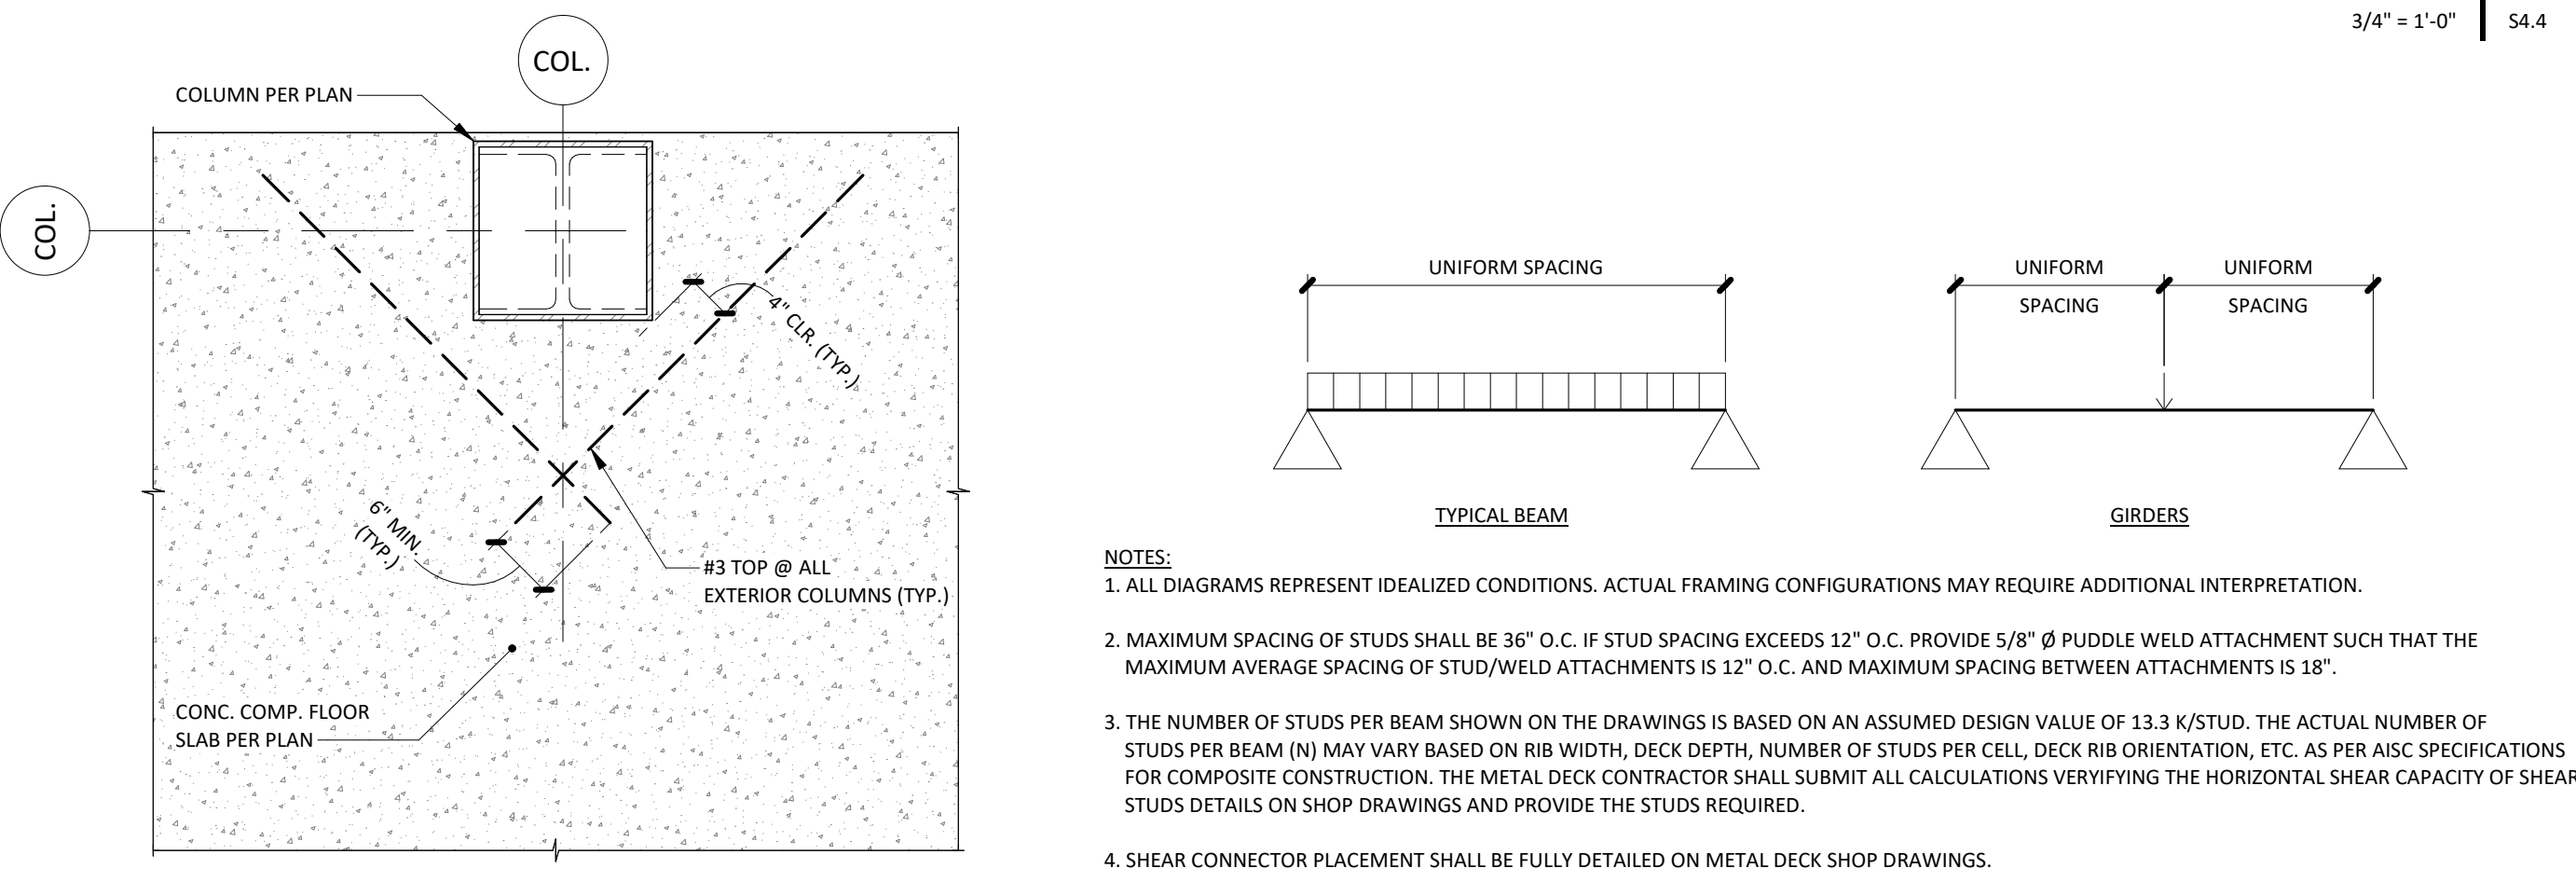 3/4" = 1'-0"
S4.4
COL.
COLUMN PER PLAN
COL.
4" CLR. (TYP.)
6" MIN.
(TYP.)
#3 TOP @ ALL
EXTERIOR COLUMNS (TYP.)
CONC. COMP. FLOOR
SLAB PER PLAN
UNIFORM SPACING
TYPICAL BEAM
UNIFORM
SPACING
UNIFORM
SPACING
GIRDERS
NOTES:
1. ALL DIAGRAMS REPRESENT IDEALIZED CONDITIONS. ACTUAL FRAMING CONFIGURATIONS MAY REQUIRE ADDITIONAL INTERPRETATION.
2. MAXIMUM SPACING OF STUDS SHALL BE 36" O.C. IF STUD SPACING EXCEEDS 12" O.C. PROVIDE 5/8" Ø PUDDLE WELD ATTACHMENT SUCH THAT THE
MAXIMUM AVERAGE SPACING OF STUD/WELD ATTACHMENTS IS 12" O.C. AND MAXIMUM SPACING BETWEEN ATTACHMENTS IS 18".
3. THE NUMBER OF STUDS PER BEAM SHOWN ON THE DRAWINGS IS BASED ON AN ASSUMED DESIGN VALUE OF 13.3 K/STUD. THE ACTUAL NUMBER OF
STUDS PER BEAM (N) MAY VARY BASED ON RIB WIDTH, DECK DEPTH, NUMBER OF STUDS PER CELL, DECK RIB ORIENTATION, ETC. AS PER AISC SPECIFICATIONS
FOR COMPOSITE CONSTRUCTION. THE METAL DECK CONTRACTOR SHALL SUBMIT ALL CALCULATIONS VERYIFYING THE HORIZONTAL SHEAR CAPACITY OF SHEAR
STUDS DETAILS ON SHOP DRAWINGS AND PROVIDE THE STUDS REQUIRED.
4. SHEAR CONNECTOR PLACEMENT SHALL BE FULLY DETAILED ON METAL DECK SHOP DRAWINGS.